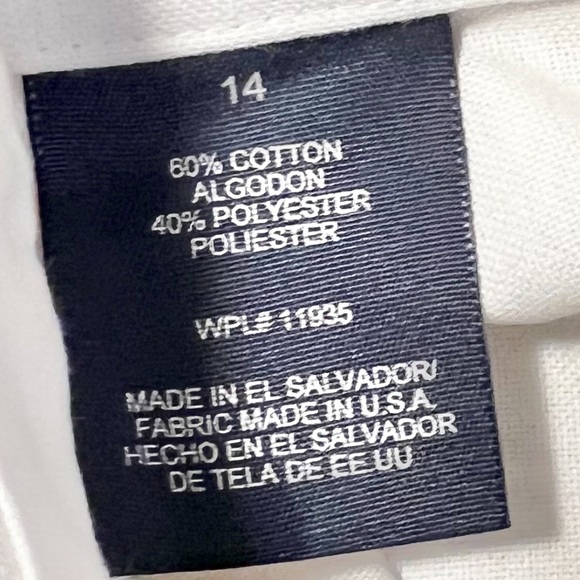 14
60% COTTON
ALGODON
40% POLYESTER
POLIESTER
WPL# 11935
MADE IN EL SALVADOR/
FABRIC MADE IN U.S.A.
HECHO EN EL SALVADOR
DE TELA DE EE.UU